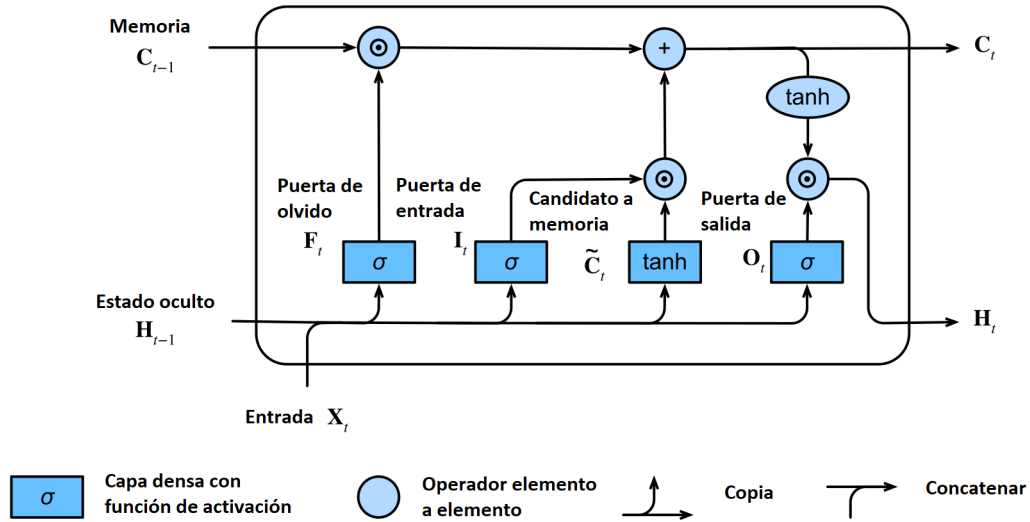 Memoria
C_{t−1}
⊙
+
C_t
tanh
⊙
⊙
Puerta de
olvido
F_t
Puerta de
entrada
I_t
Candidato a
memoria
C̃_t
Puerta de
salida
O_t
σ
σ
tanh
σ
Estado oculto
H_{t−1}
H_t
Entrada X_t
σ
Capa densa con
función de activación
Operador elemento
a elemento
Copia
Concatenar